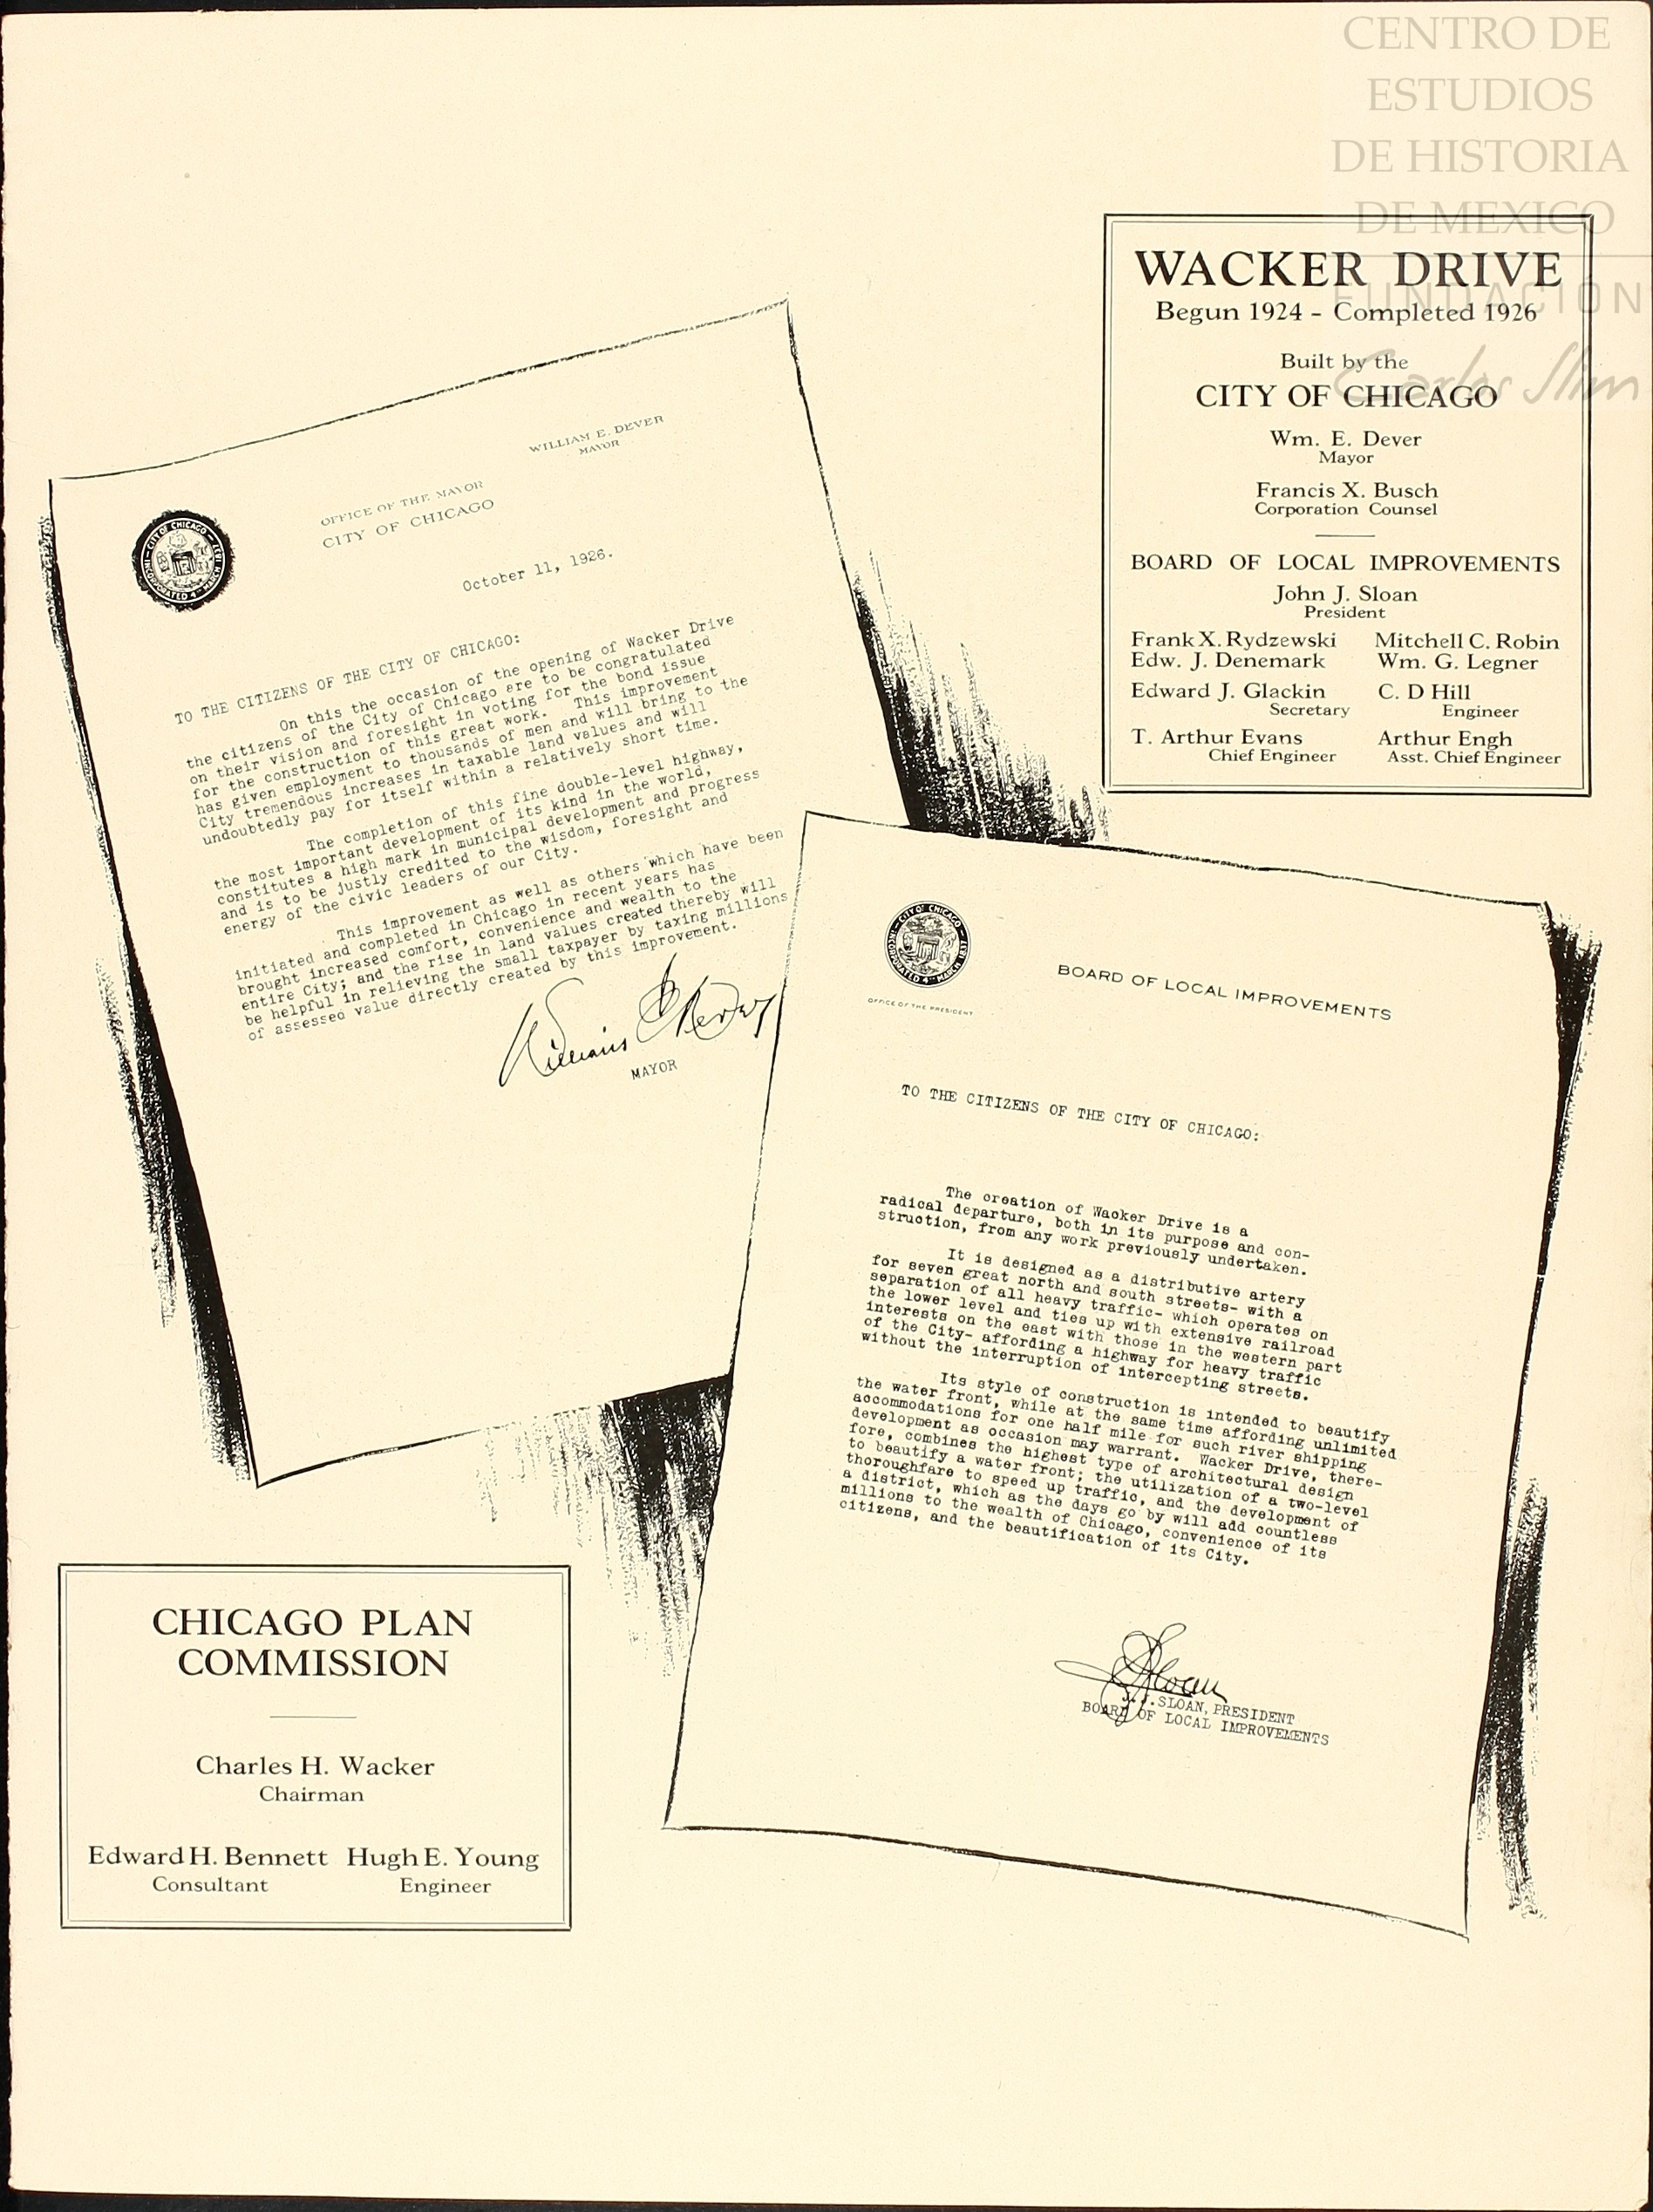 CENTRO DE
ESTUDIOS
DE HISTORIA
DE MEXICO
FUNDACIÓN
Carlos Slim
WACKER DRIVE
Begun 1924 - Completed 1926
Built by the
CITY OF CHICAGO
Wm. E. Dever
Mayor
Francis X. Busch
Corporation Counsel
BOARD OF LOCAL IMPROVEMENTS
John J. Sloan
President
Frank X. Rydzewski Mitchell C. Robin
Edw. J. Denemark Wm. G. Legner
Edward J. Glackin C. D Hill
Secretary Engineer
T. Arthur Evans Arthur Engh
Chief Engineer Asst. Chief Engineer
WILLIAM E. DEVER
MAYOR
OFFICE OF THE MAYOR
CITY OF CHICAGO
CITY OF CHICAGO
INCORPORATED 4TH MARCH 1837
October 11, 1926.
TO THE CITIZENS OF THE CITY OF CHICAGO:
On this the occasion of the opening of Wacker Drive
the citizens of the City of Chicago are to be congratulated
on their vision and foresight in voting for the bond issue
for the construction of this great work. This improvement
has given employment to thousands of men and will bring to the
City tremendous increases in taxable land values and will
undoubtedly pay for itself within a relatively short time.
The completion of this fine double-level highway,
the most important development of its kind in the world,
constitutes a high mark in municipal development and progress
and is to be justly credited to the wisdom, foresight and
energy of the civic leaders of our City.
This improvement as well as others which have been
initiated and completed in Chicago in recent years has
brought increased comfort, convenience and wealth to the
entire City; and the rise in land values created thereby will
be helpful in relieving the small taxpayer by taxing millions
of assessed value directly created by this improvement.
William E Dever
MAYOR
CITY OF CHICAGO
INCORPORATED 4TH MARCH 1837
OFFICE OF THE PRESIDENT
BOARD OF LOCAL IMPROVEMENTS
TO THE CITIZENS OF THE CITY OF CHICAGO:
The creation of Wacker Drive is a
radical departure, both in its purpose and con-
struction, from any work previously undertaken.
It is designed as a distributive artery
for seven great north and south streets- with a
separation of all heavy traffic- which operates on
the lower level and ties up with extensive railroad
interests on the east with those in the western part
of the City- affording a highway for heavy traffic
without the interruption of intercepting streets.
Its style of construction is intended to beautify
the water front, while at the same time affording unlimited
accommodations for one half mile for such river shipping
development as occasion may warrant. Wacker Drive, there-
fore, combines the highest type of architectural design
to beautify a water front; the utilization of a two-level
thoroughfare to speed up traffic, and the development of
a district, which as the days go by will add countless
millions to the wealth of Chicago, convenience of its
citizens, and the beautification of its City.
JJ Sloan
J.J.SLOAN, PRESIDENT
BOARD OF LOCAL IMPROVEMENTS
CHICAGO PLAN
COMMISSION
Charles H. Wacker
Chairman
Edward H. Bennett Hugh E. Young
Consultant Engineer